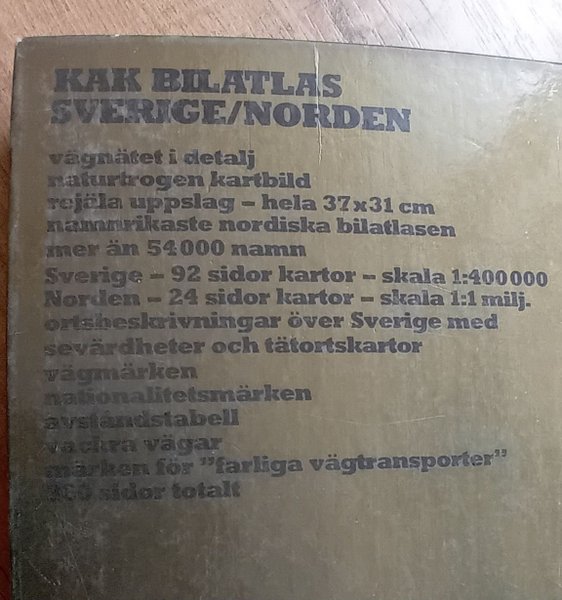 KAK BILATLAS
SVERIGE/NORDEN
vägnätet i detalj
naturtrogen kartbild
rejäla uppslag – hela 37x31 cm
namnrikaste nordiska bilatlasen
mer än 54000 namn
Sverige – 92 sidor kartor – skala 1:400000
Norden – 24 sidor kartor – skala 1:1 milj.
ortsbeskrivningar över Sverige med
sevärdheter och tätortskartor
vägmärken
nationalitetsmärken
avståndstabell
vackra vägar
märken för ”farliga vägtransporter”
sidor totalt